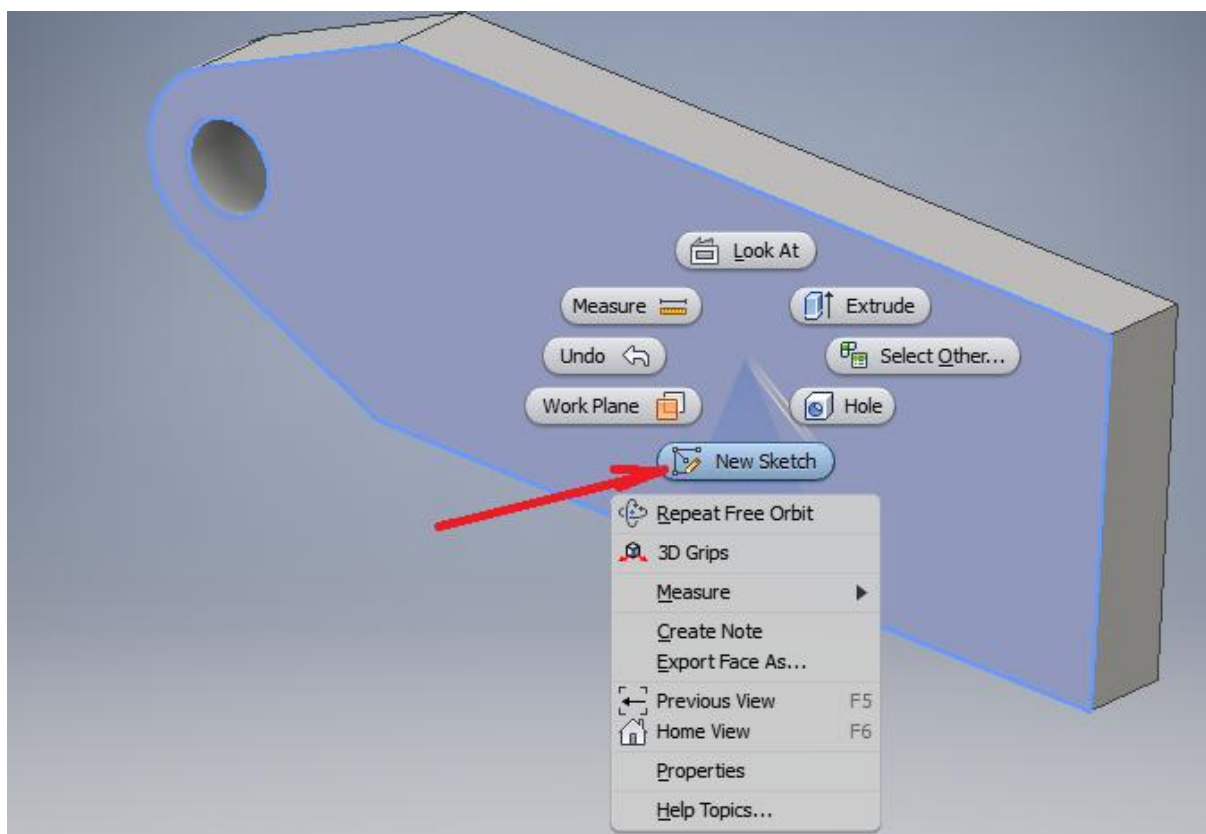 Look At
Measure
Extrude
Undo
Select Other...
Work Plane
Hole
New Sketch
Repeat Free Orbit
3D Grips
Measure
Create Note
Export Face As...
Previous View F5
Home View F6
Properties
Help Topics...